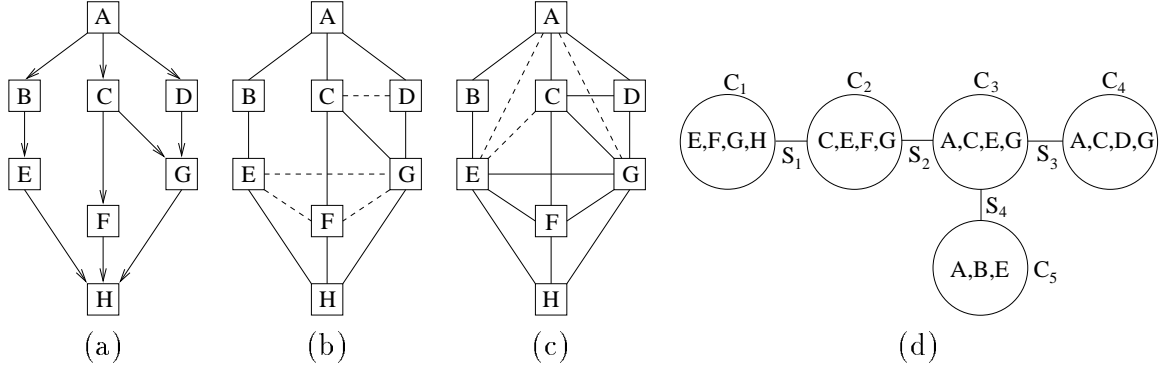 A
B
C
D
E
G
F
H
(a)
A
B
C
D
E
G
F
H
(b)
A
B
C
D
E
G
F
H
(c)
C1
C2
C3
C4
E,F,G,H
C,E,F,G
A,C,E,G
A,C,D,G
S1
S2
S3
S4
A,B,E
C5
(d)